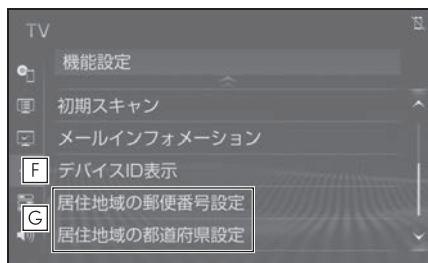 TV
機能設定
初期スキャン
メールインフォメーション
F デバイスID表示
G 居住地域の郵便番号設定
居住地域の都道府県設定